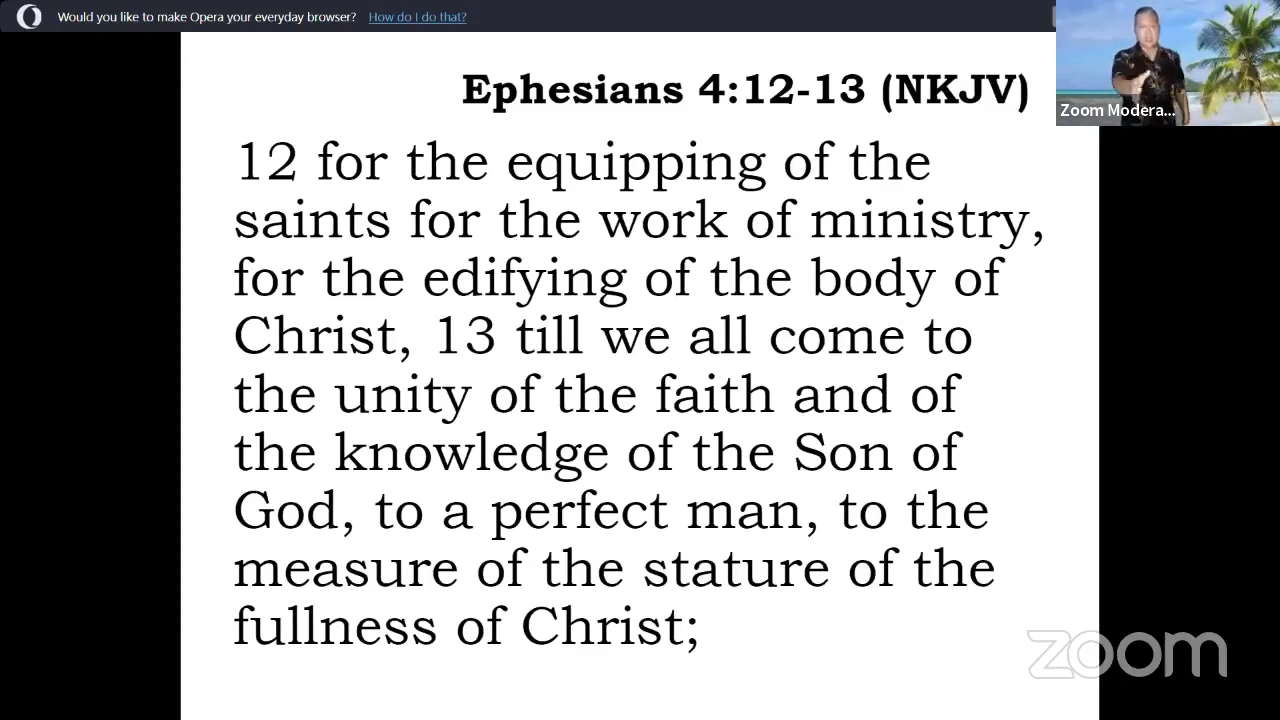 Would you like to make Opera your everyday browser? How do I do that?
Zoom Modera...
Ephesians 4:12-13 (NKJV)
12 for the equipping of the
saints for the work of ministry,
for the edifying of the body of
Christ, 13 till we all come to
the unity of the faith and of
the knowledge of the Son of
God, to a perfect man, to the
measure of the stature of the
fullness of Christ;
zoom